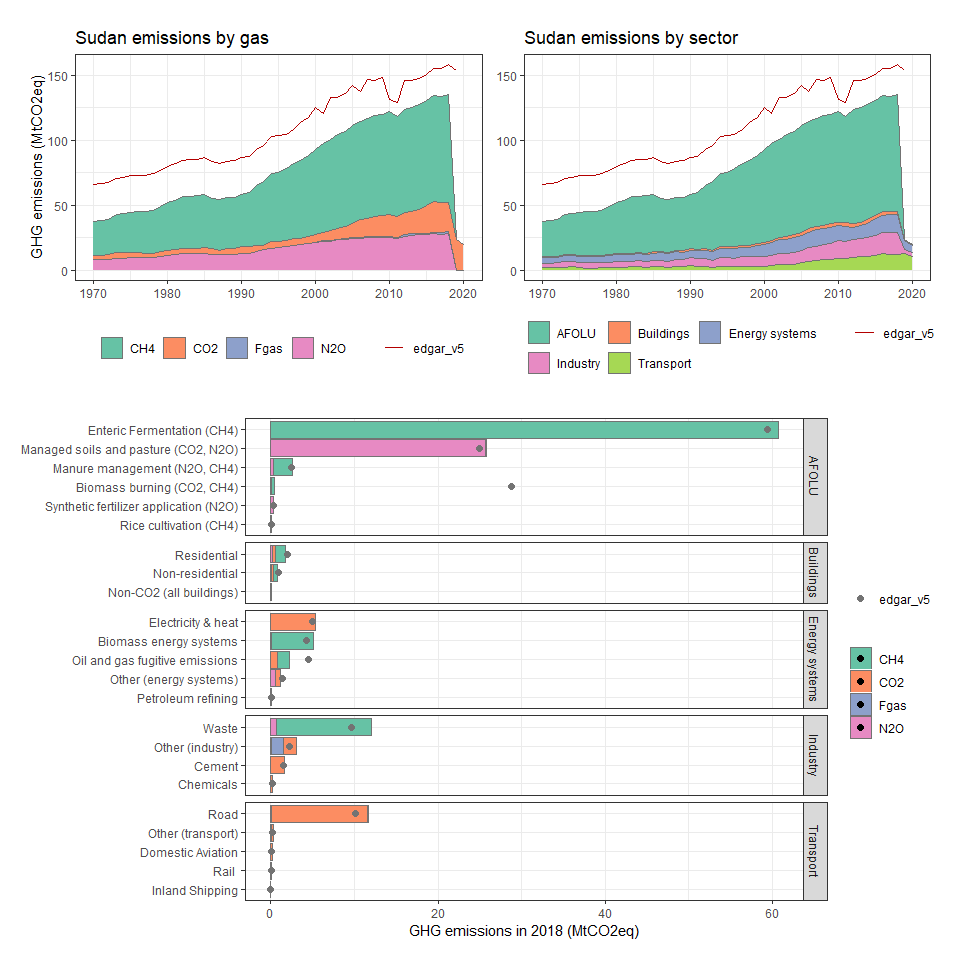 Sudan emissions by gas
GHG emissions (MtCO2eq)
150
100
50
0
1970
1980
1990
2000
2010
2020
CH4
CO2
Fgas
N2O
edgar_v5
Sudan emissions by sector
150
100
50
0
1970
1980
1990
2000
2010
2020
AFOLU
Buildings
Energy systems
edgar_v5
Industry
Transport
Enteric Fermentation (CH4)
Managed soils and pasture (CO2, N2O)
Manure management (N2O, CH4)
Biomass burning (CO2, CH4)
Synthetic fertilizer application (N2O)
Rice cultivation (CH4)
AFOLU
Residential
Non-residential
Non-CO2 (all buildings)
Buildings
Electricity & heat
Biomass energy systems
Oil and gas fugitive emissions
Other (energy systems)
Petroleum refining
Energy systems
Waste
Other (industry)
Cement
Chemicals
Industry
Road
Other (transport)
Domestic Aviation
Rail
Inland Shipping
Transport
0
20
40
60
GHG emissions in 2018 (MtCO2eq)
edgar_v5
CH4
CO2
Fgas
N2O